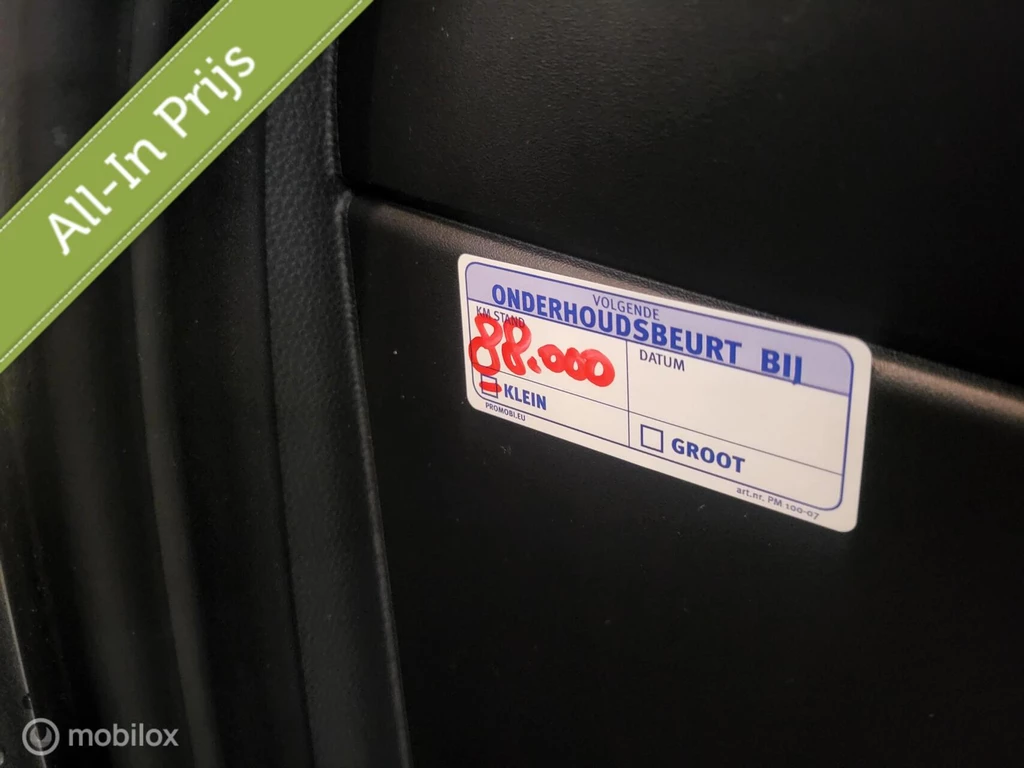 All-In Prijs
VOLGENDE
ONDERHOUDSBEURT BIJ
KM STAND
88.000
DATUM
KLEIN
GROOT
PROMOBI.EU
art.nr. PM 100-07
mobilox